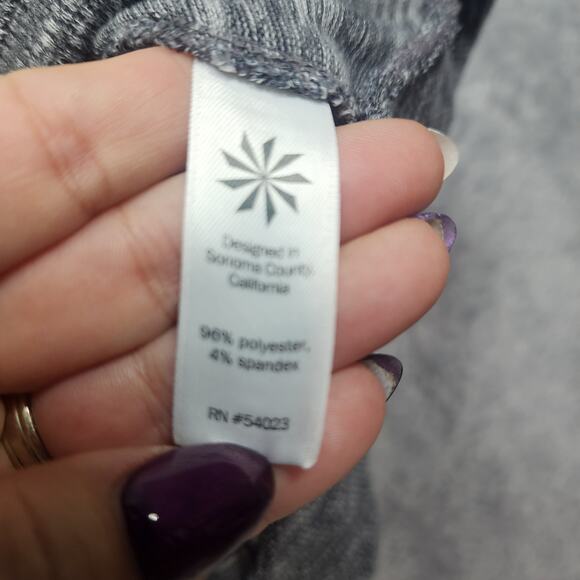 Designed in
Sonoma County,
California
96% polyester,
4% spandex
RN #54023